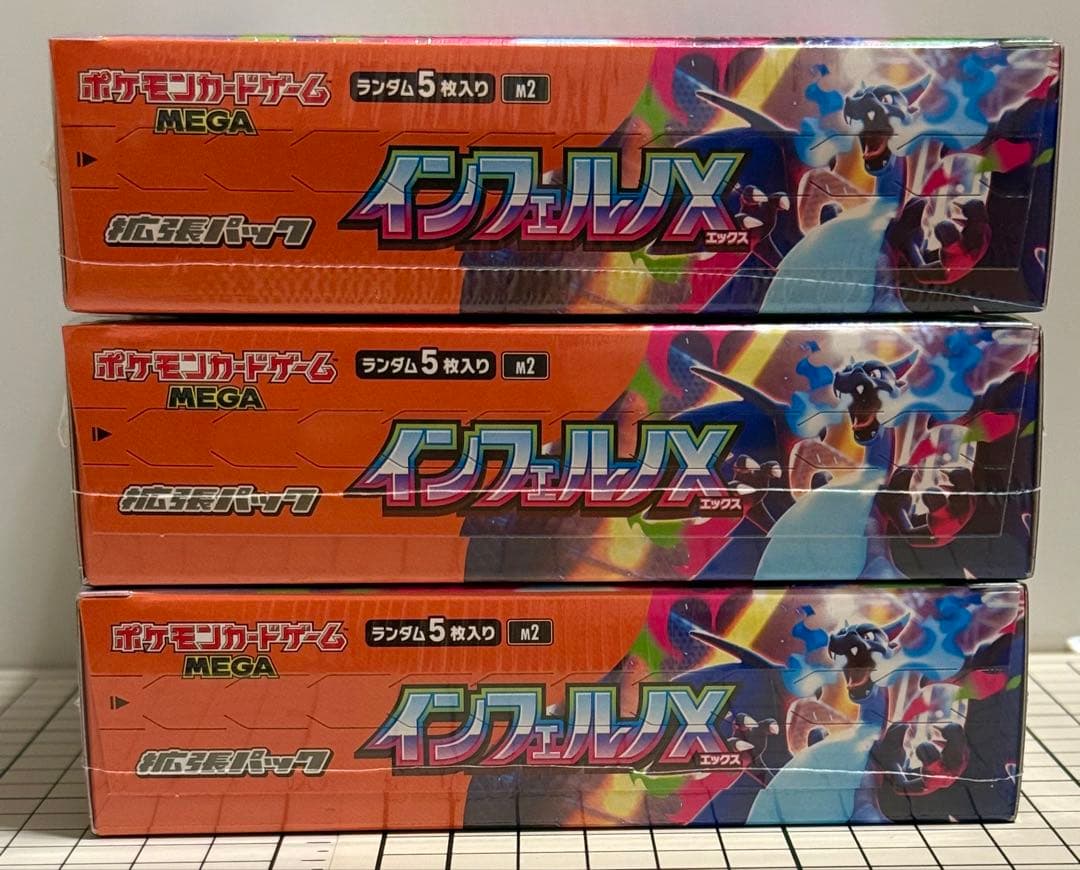 ポケモンカードゲーム
MEGA
ランダム5枚入り M2
インフェルノX
エックス
拡張パック
ポケモンカードゲーム
MEGA
ランダム5枚入り M2
インフェルノX
エックス
拡張パック
ポケモンカードゲーム
MEGA
ランダム5枚入り M2
インフェルノX
エックス
拡張パック